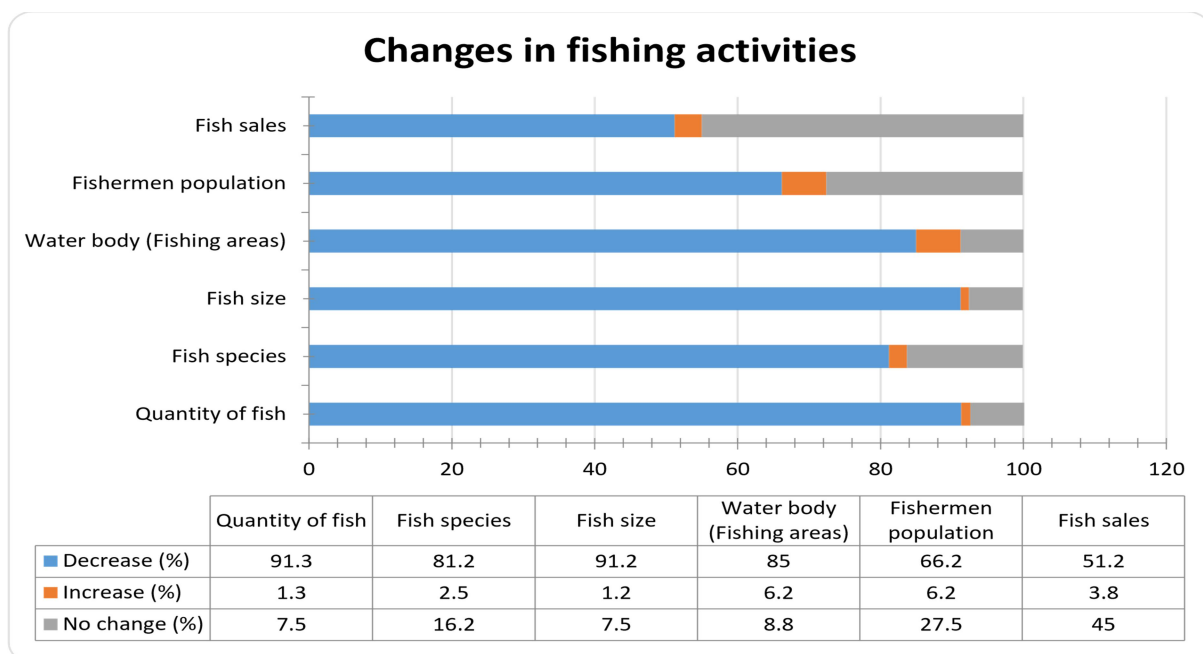 Changes in fishing activities
Fish sales
Fishermen population
Water body (Fishing areas)
Fish size
Fish species
Quantity of fish
0 20 40 60 80 100 120
Quantity of fish Fish species Fish size Water body (Fishing areas) Fishermen population Fish sales
Decrease (%) 91.3 81.2 91.2 85 66.2 51.2
Increase (%) 1.3 2.5 1.2 6.2 6.2 3.8
No change (%) 7.5 16.2 7.5 8.8 27.5 45